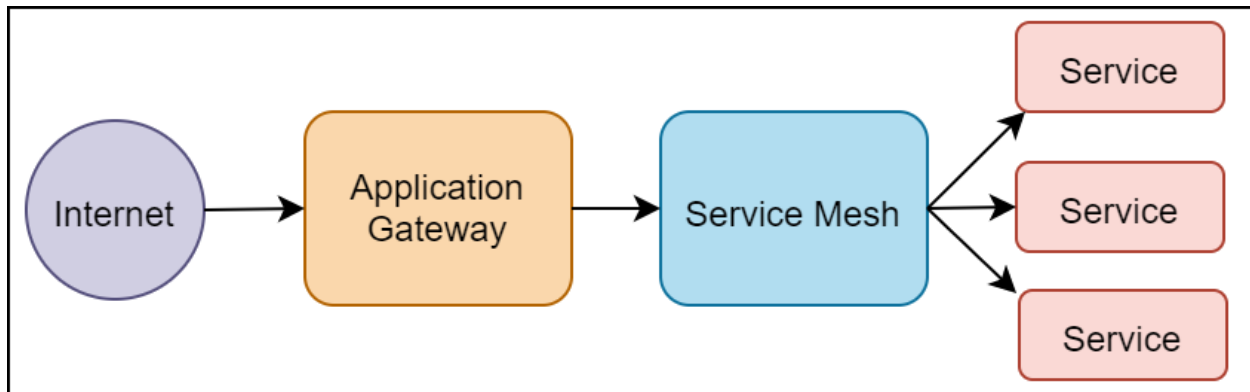 Internet
Application
Gateway
Service Mesh
Service
Service
Service